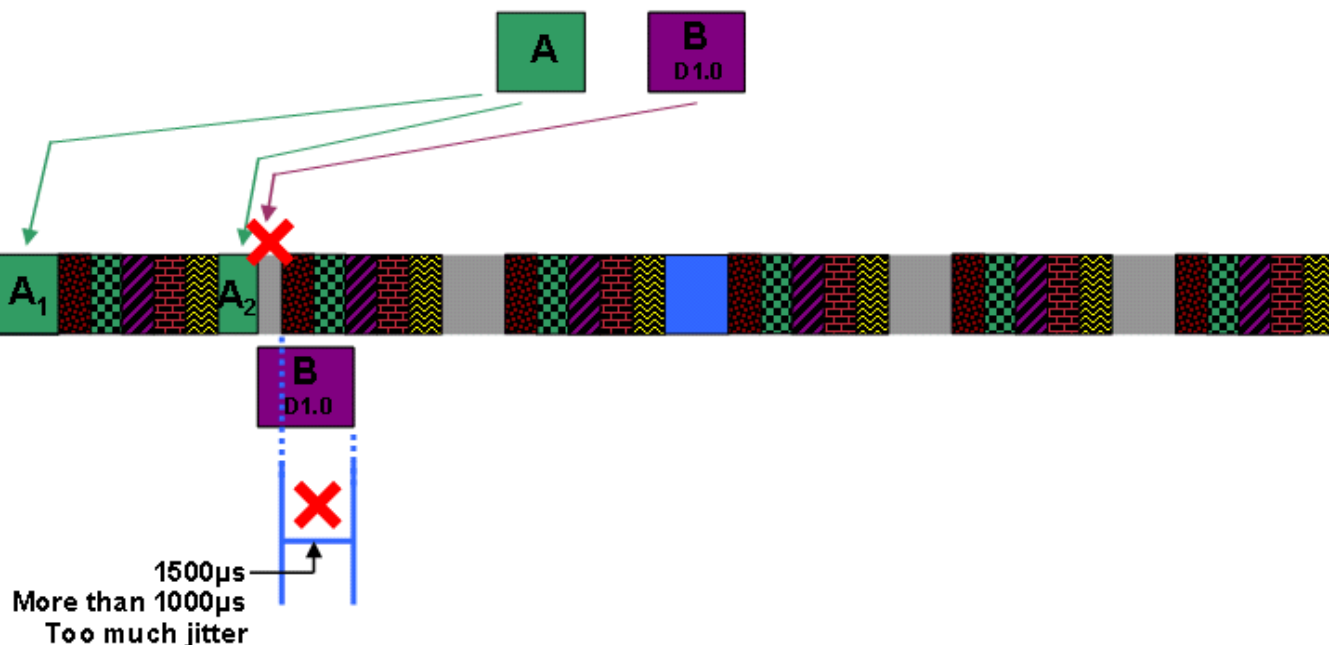 A
B
D1.0
A1
A2
B
D1.0
1500µs
More than 1000µs
Too much jitter